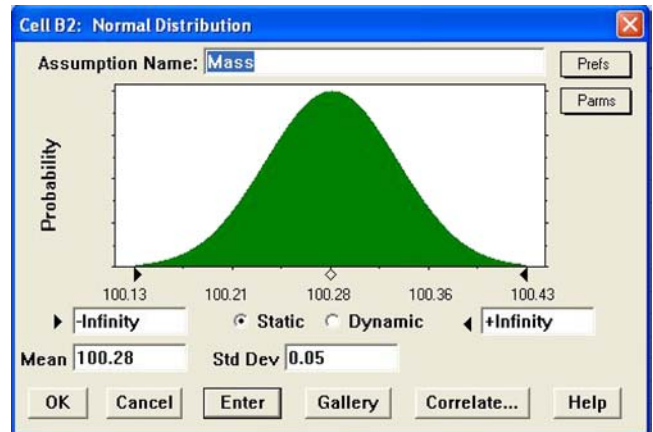 Cell B2: Normal Distribution
Assumption Name: Mass
Prefs
Parms
Probability
100.13 100.21 100.28 100.36 100.43
-Infinity Static Dynamic +Infinity
Mean 100.28 Std Dev 0.05
OK Cancel Enter Gallery Correlate... Help